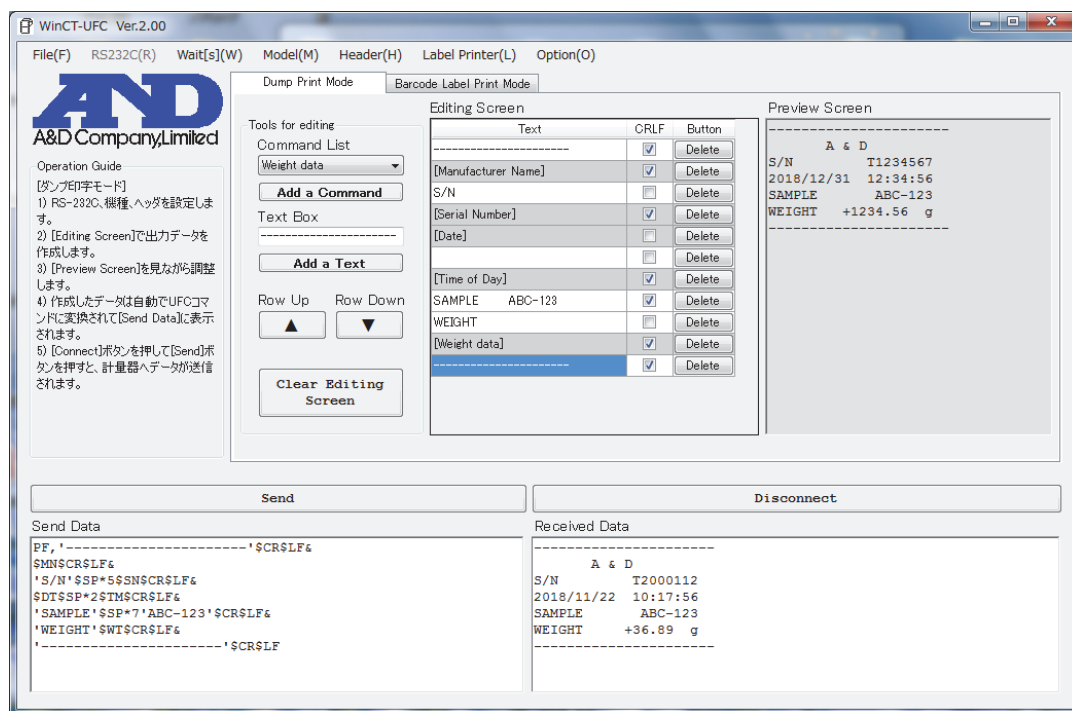 WinCT-UFC Ver.2.00
File(F) RS232C(R) Wait[s](W) Model(M) Header(H) Label Printer(L) Option(O)
AND
A&D Company,Limited
Operation Guide
[ダンプ印字モード]
1) RS-232C、機種、ヘッダを設定しま
す。
2) [Editing Screen]で出力データを
作成します。
3) [Preview Screen]を見ながら調整
します。
4) 作成したデータは自動でUFCコマ
ンドに変換されて[Send Data]に表示
されます。
5) [Connect]ボタンを押して[Send]ボ
タンを押すと、計量器へデータが送信
されます。
Dump Print Mode Barcode Label Print Mode
Tools for editing
Command List
Weight data
Add a Command
Text Box
----------------------
Add a Text
Row Up Row Down
▲ ▼
Clear Editing
Screen
Editing Screen
Text CRLF Button
---------------------- Delete
[Manufacturer Name] Delete
S/N Delete
[Serial Number] Delete
[Date] Delete
Delete
[Time of Day] Delete
SAMPLE ABC-123 Delete
WEIGHT Delete
[Weight data] Delete
---------------------- Delete
Preview Screen
----------------------
A & D
S/N T1234567
2018/12/31 12:34:56
SAMPLE ABC-123
WEIGHT +1234.56 g
----------------------
Send
Disconnect
Send Data
PF,'----------------------'$CR$LF&
$MN$CR$LF&
'S/N'$SP*5$SN$CR$LF&
$DT$SP*2$TM$CR$LF&
'SAMPLE'$SP*7'ABC-123'$CR$LF&
'WEIGHT'$WT$CR$LF&
'----------------------'$CR$LF
Received Data
----------------------
A & D
S/N T2000112
2018/11/22 10:17:56
SAMPLE ABC-123
WEIGHT +36.89 g
----------------------